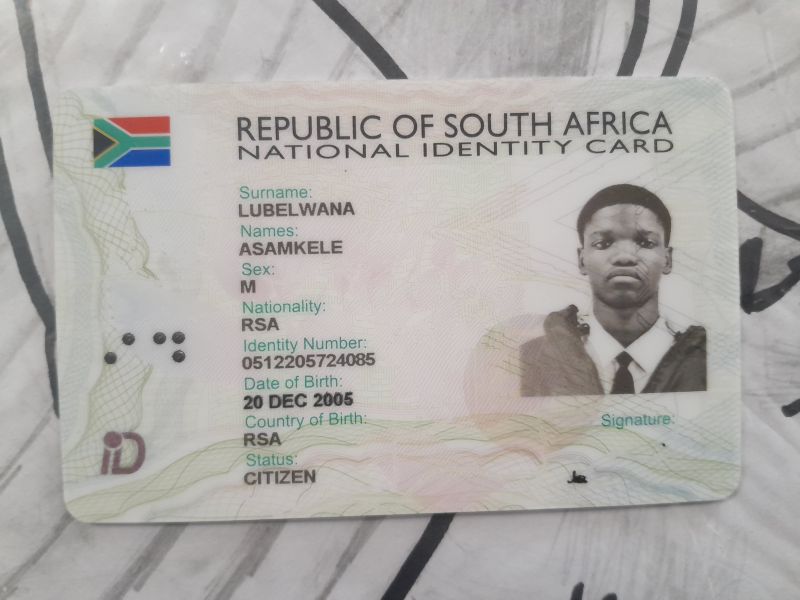 REPUBLIC OF SOUTH AFRICA
NATIONAL IDENTITY CARD
Surname:
LUBELWANA
Names:
ASAMKELE
Sex:
M
Nationality:
RSA
Identity Number:
0512205724085
Date of Birth:
20 DEC 2005
Country of Birth:
RSA
Status:
CITIZEN
Signature:
iD